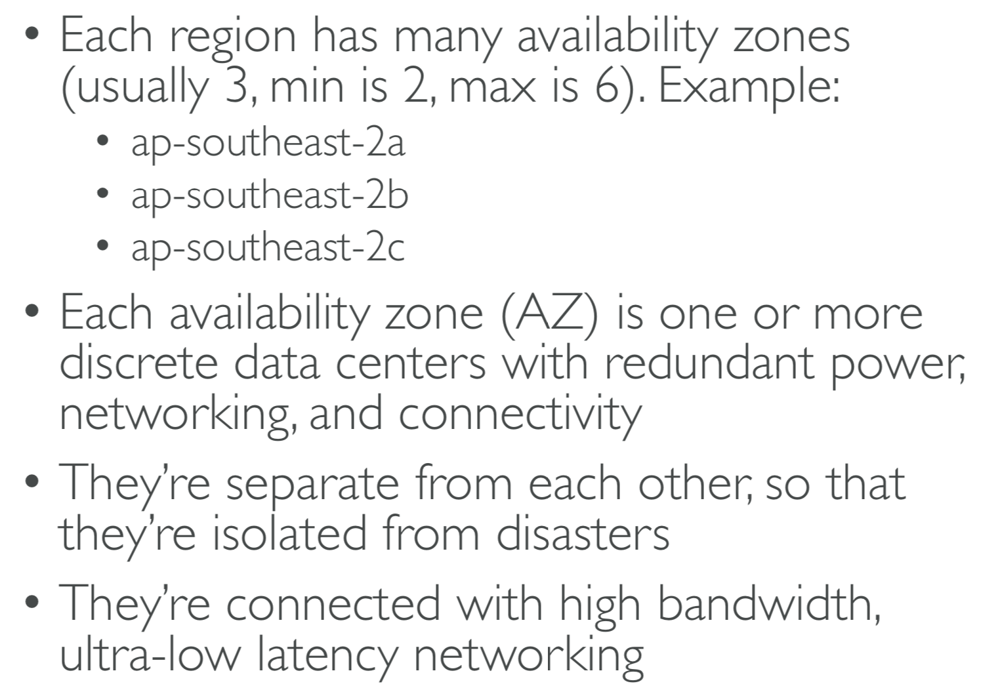 • Each region has many availability zones
(usually 3, min is 2, max is 6). Example:
• ap-southeast-2a
• ap-southeast-2b
• ap-southeast-2c
• Each availability zone (AZ) is one or more
discrete data centers with redundant power,
networking, and connectivity
• They’re separate from each other, so that
they’re isolated from disasters
• They’re connected with high bandwidth,
ultra-low latency networking